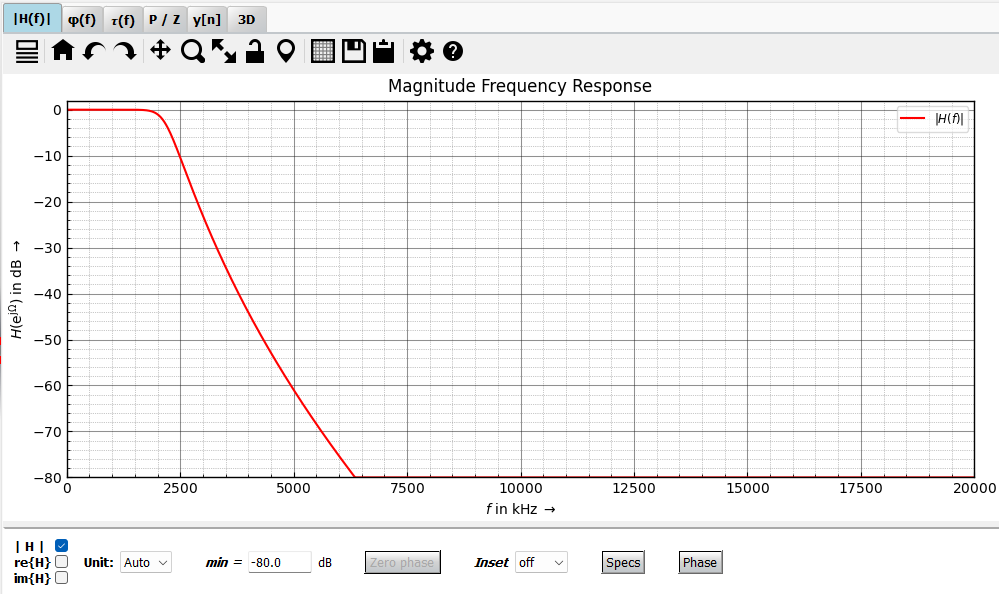 |H(f)| φ(f) τ(f) P / Z y[n] 3D
Magnitude Frequency Response
|H(f)|
0
−10
−20
−30
−40
−50
−60
−70
−80
H(e^jΩ) in dB →
0 2500 5000 7500 10000 12500 15000 17500 20000
f in kHz →
| H |
re{H}
im{H}
Unit: Auto min = -80.0 dB Zero phase Inset off Specs Phase